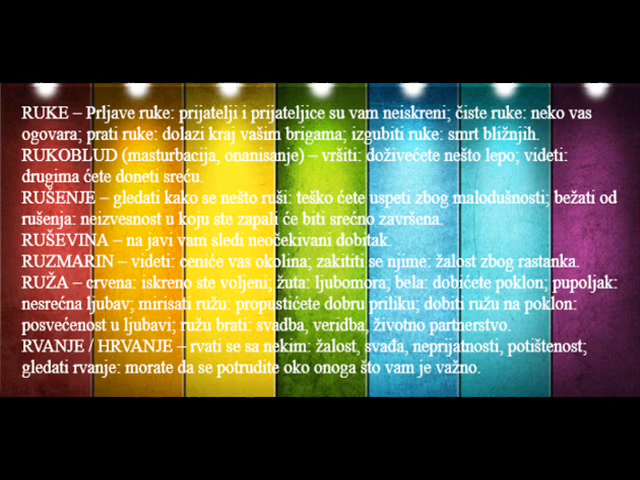 RUKE – Prljave ruke: prijatelji i prijateljice su vam neiskreni; čiste ruke: neko vas
ogovara; prati ruke: dolazi kraj vašim brigama; izgubiti ruke: smrt bližnjih.
RUKOBLUD (masturbacija, onanisanje) – vršiti: doživećete nešto lepo; videti:
drugima ćete doneti sreću.
RUŠENJE – gledati kako se nešto ruši: teško ćete uspeti zbog malodušnosti; bežati od
rušenja: neizvesnost u koju ste zapali će biti srećno završena.
RUŠEVINA – na javi vam sledi neočekivani dobitak.
RUZMARIN – videti: ceniće vas okolina; zakititi se njime: žalost zbog rastanka.
RUŽA – crvena: iskreno ste voljeni, žuta: ljubomora; bela: dobićete poklon; pupoljak:
nesrećna ljubav; mirisati ružu: propustićete dobru priliku; dobiti ružu na poklon:
posvećenost u ljubavi; ružu brati: svadba, veridba, životno partnerstvo.
RVANJE / HRVANJE – rvati se sa nekim: žalost, svađa, neprijatnosti, potištenost;
gledati rvanje: morate da se potrudite oko onoga što vam je važno.